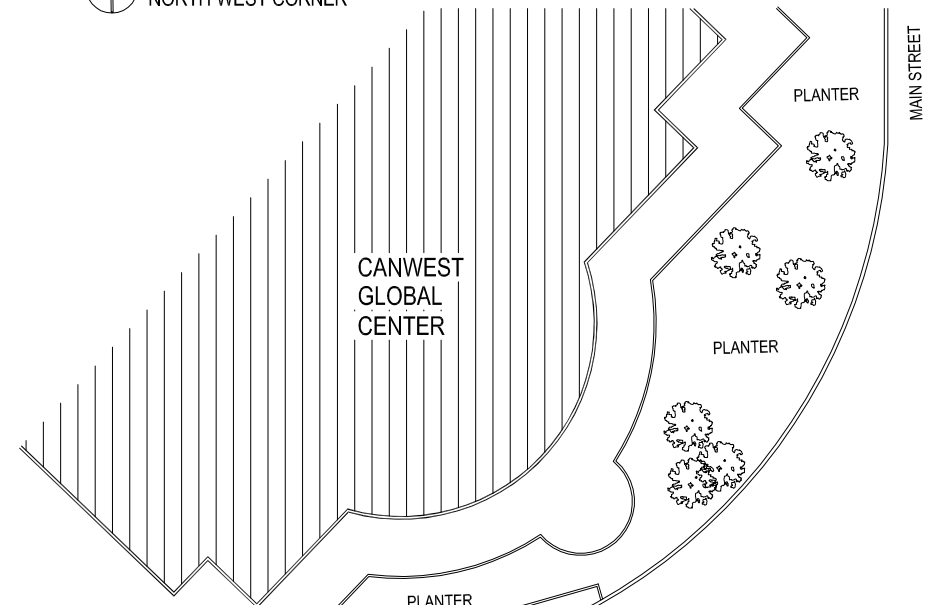 NORTH WEST CORNER
PLANTER
MAIN STREET
CANWEST
GLOBAL
CENTER
PLANTER
PLANTER